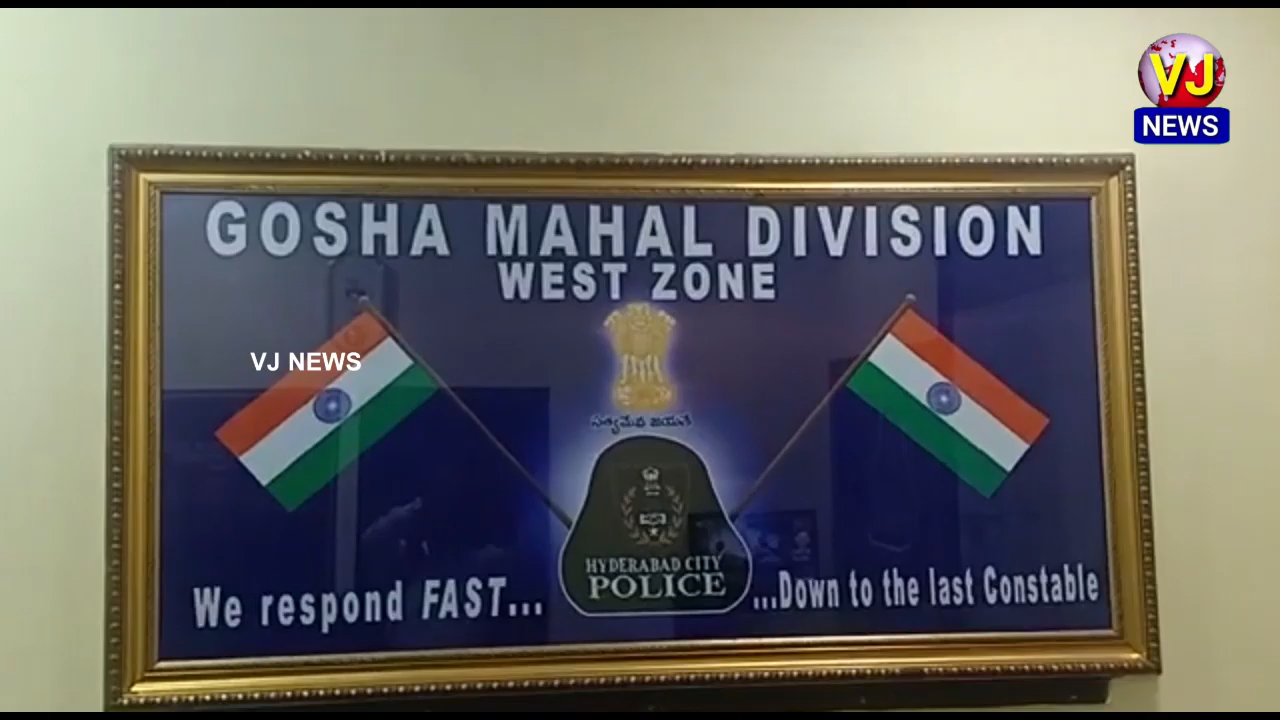 VJ
NEWS
GOSHA MAHAL DIVISION
WEST ZONE
VJ NEWS
సత్యమేవ జయతే
HYDERABAD CITY
POLICE
We respond FAST...
...Down to the last Constable